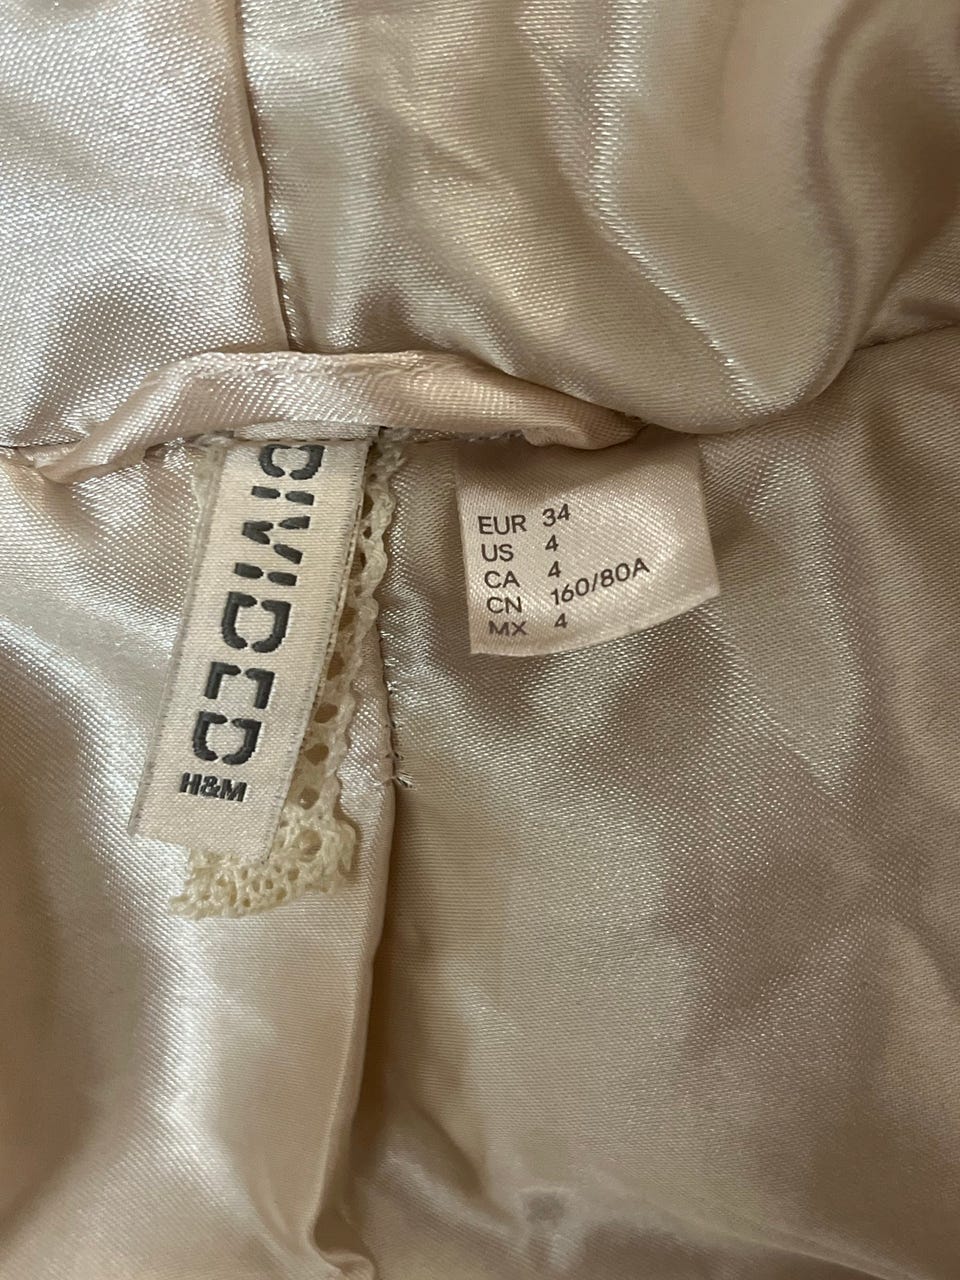 DIVIDED
H&M
EUR 34
US 4
CA 4
CN 160/80A
MX 4